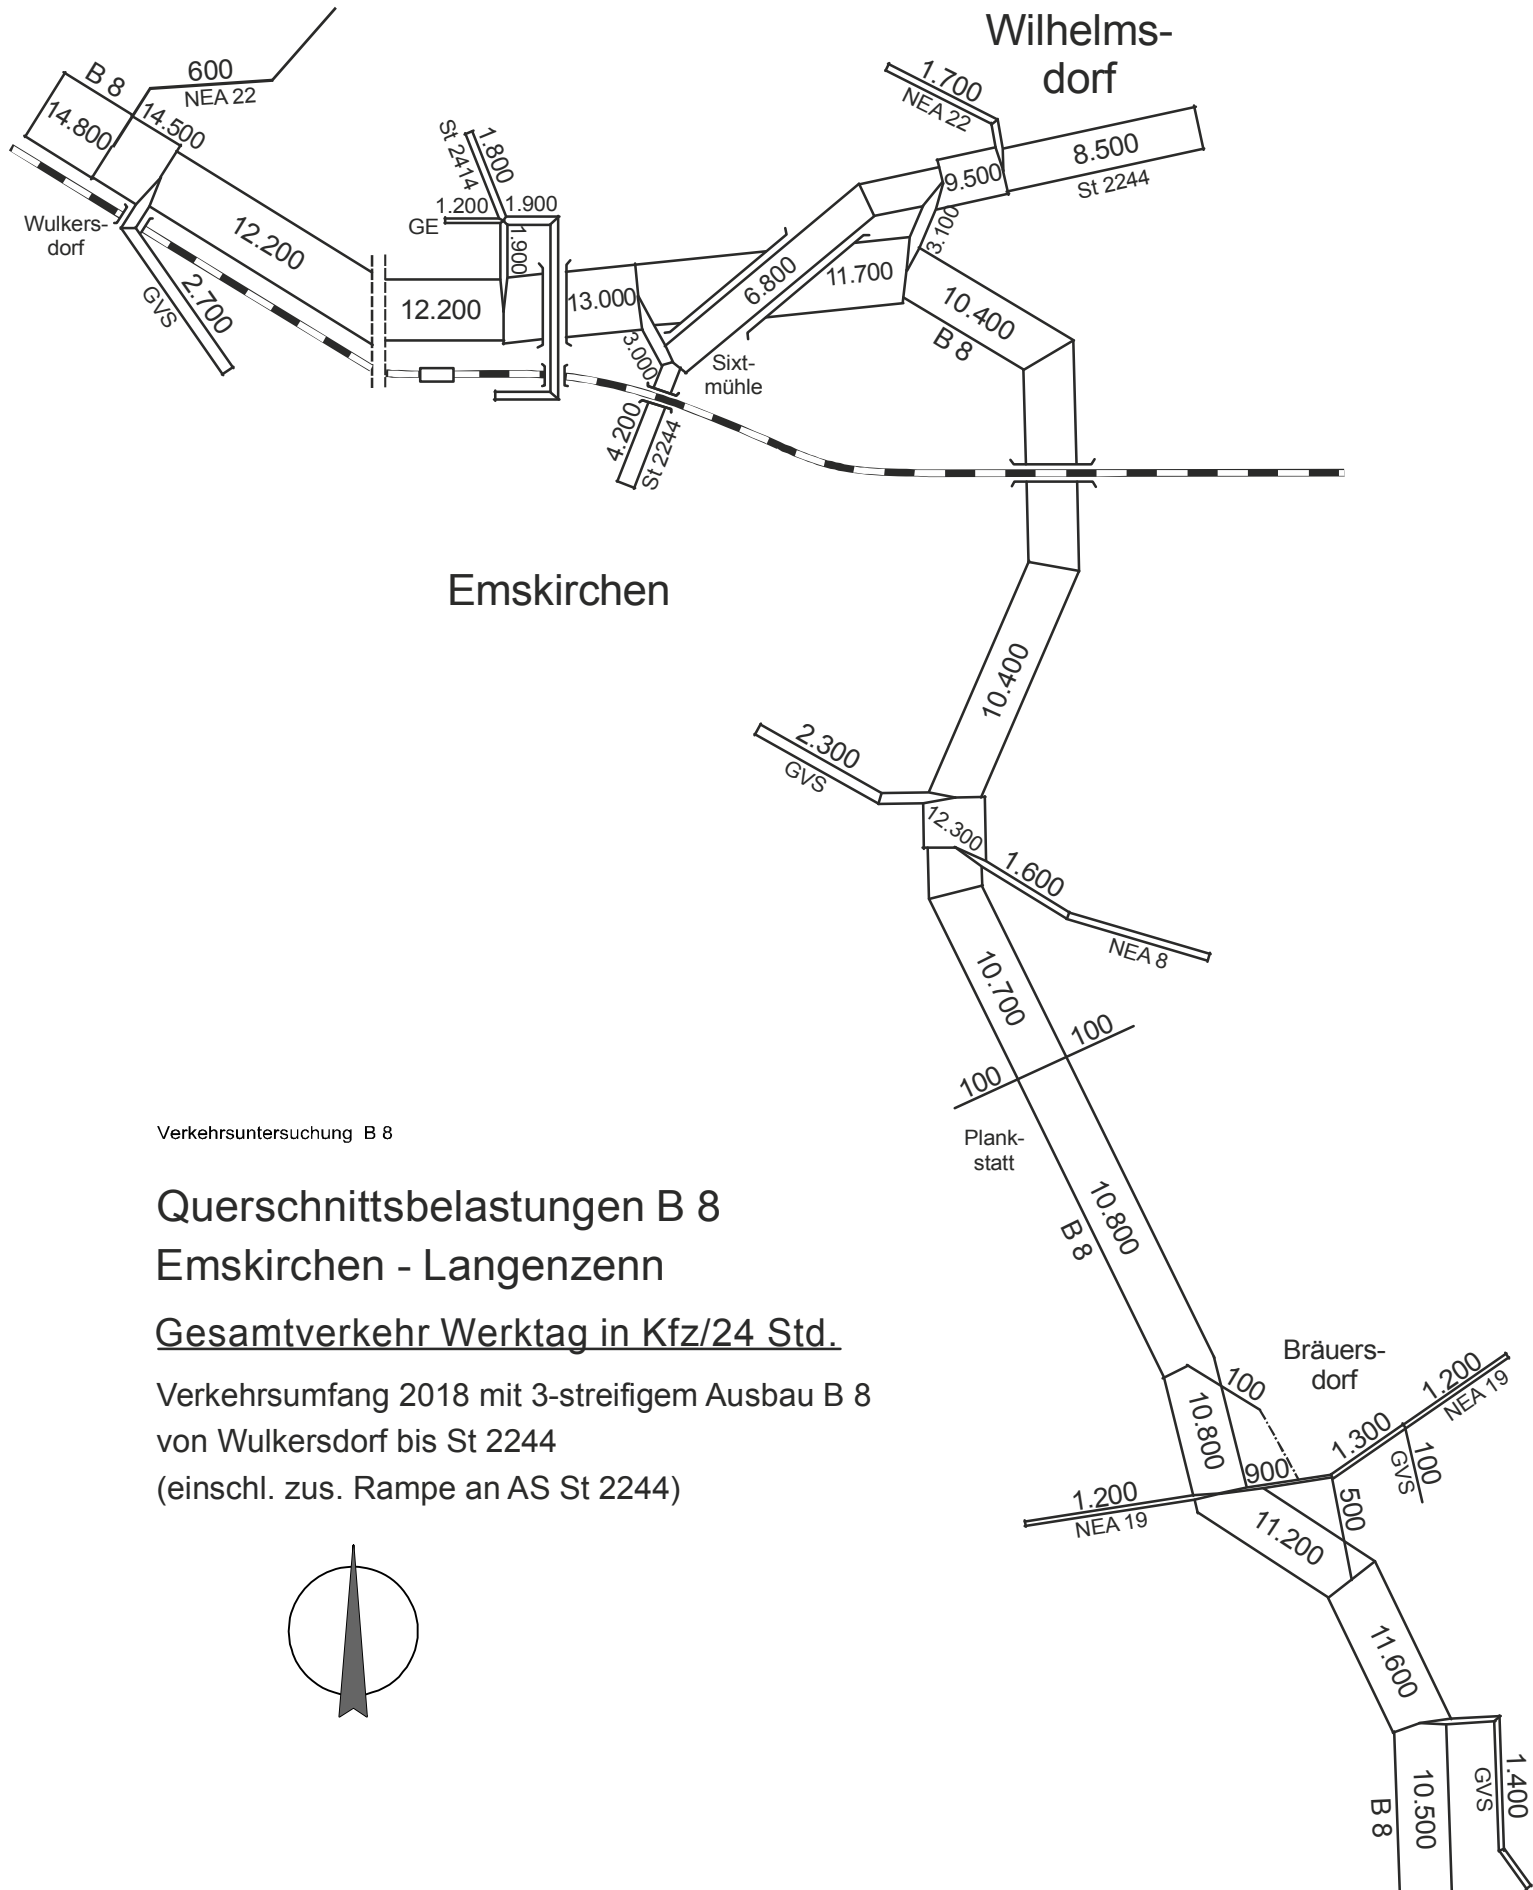 Wilhelms-
dorf
B 8
600
NEA 22
14.800
14.500
1.700
NEA 22
8.500
St 2244
9.500
3.100
St 2414
1.800
1.200
1.900
GE
1.900
Wulkers-
dorf
12.200
2.700
GVS
12.200
13.000
6.800
11.700
10.400
B 8
3.000
Sixt-
mühle
4.200
St 2244
Emskirchen
10.400
2.300
GVS
12.300
1.600
NEA 8
10.700
100
100
Plank-
statt
10.800
B 8
Verkehrsuntersuchung B 8
Querschnittsbelastungen B 8
Emskirchen - Langenzenn
Gesamtverkehr Werktag in Kfz/24 Std.
Verkehrsumfang 2018 mit 3-streifigem Ausbau B 8
von Wulkersdorf bis St 2244
(einschl. zus. Rampe an AS St 2244)
Bräuers-
dorf
100
1.200
NEA 19
10.800
1.300
100
GVS
900
1.200
NEA 19
500
11.200
11.600
1.400
GVS
10.500
B 8